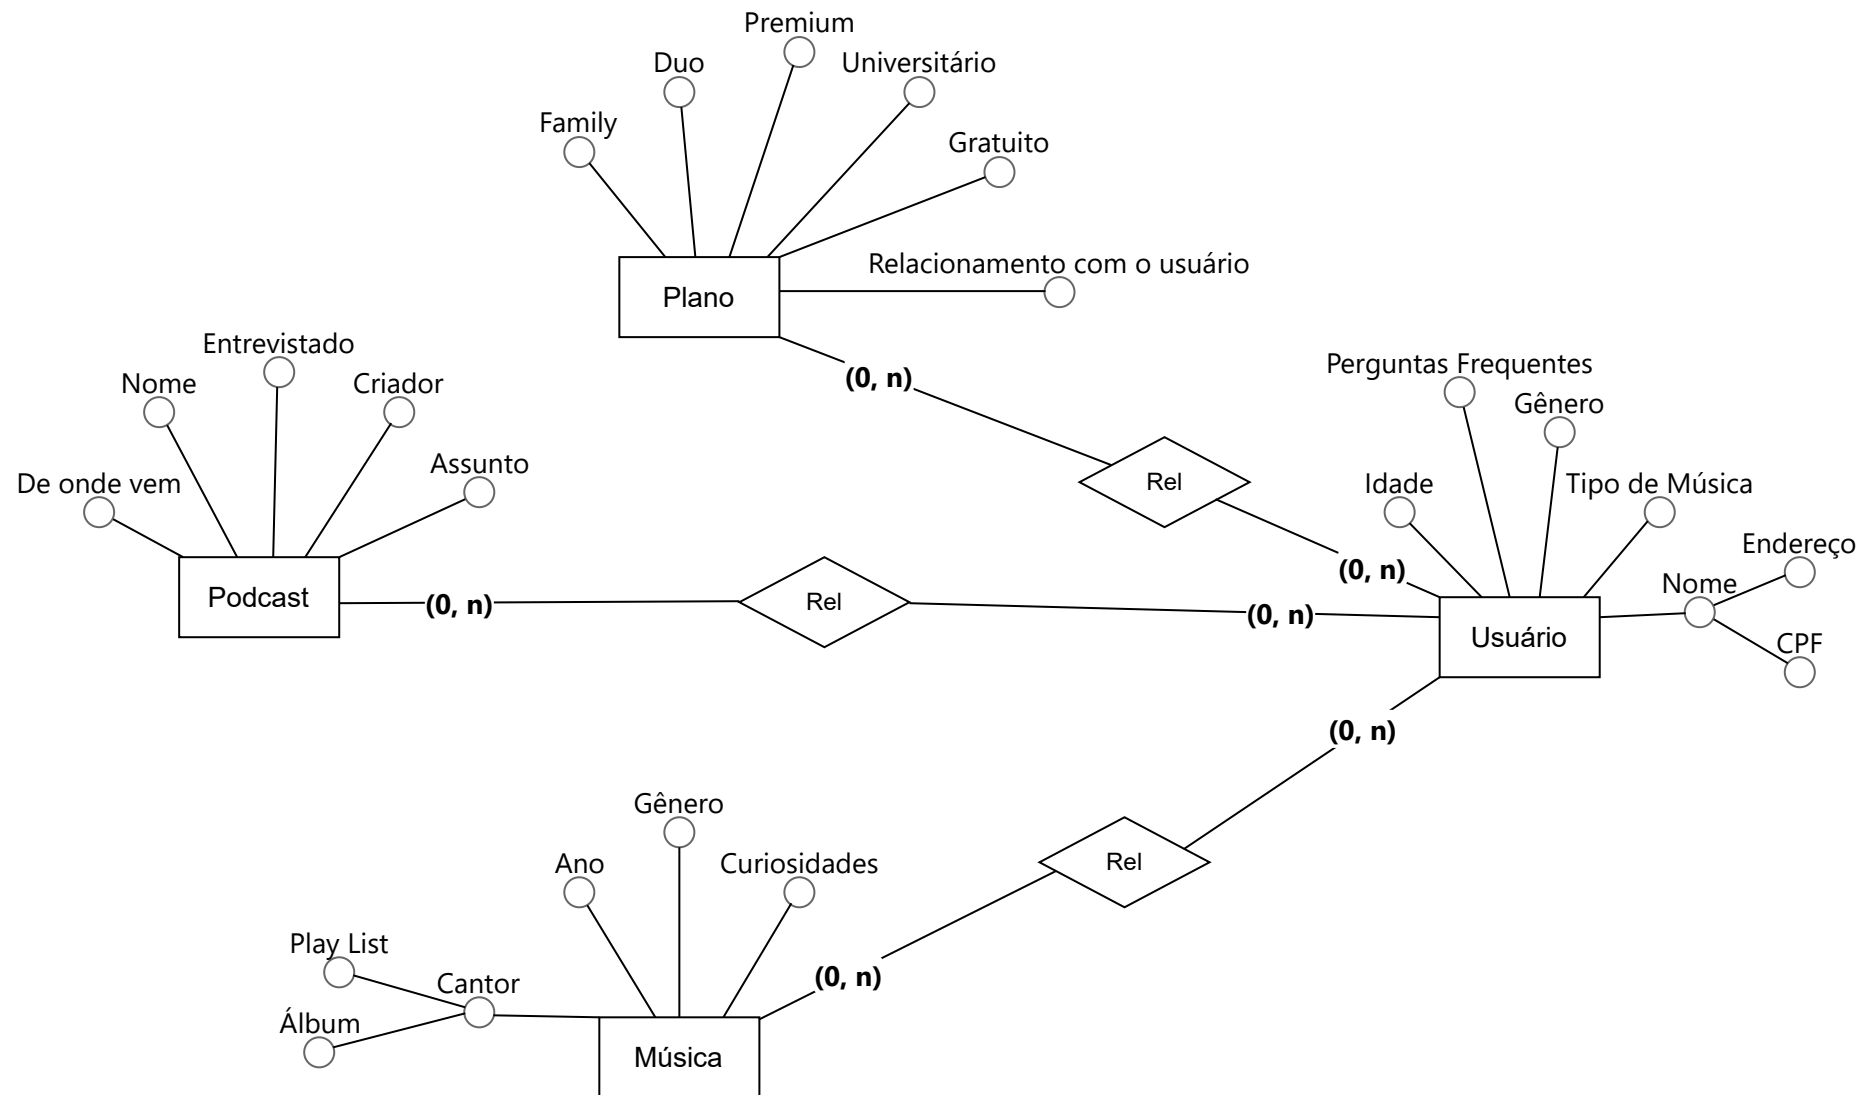 Premium
Duo
Universitário
Family
Gratuito
Relacionamento com o usuário
Plano
Entrevistado
Nome
Criador
Assunto
De onde vem
Podcast
(0, n)
Rel
(0, n)
Perguntas Frequentes
Gênero
Idade
Tipo de Música
Endereço
Nome
CPF
Usuário
(0, n)
Rel
(0, n)
(0, n)
Rel
(0, n)
Gênero
Ano
Curiosidades
Play List
Cantor
Álbum
Música